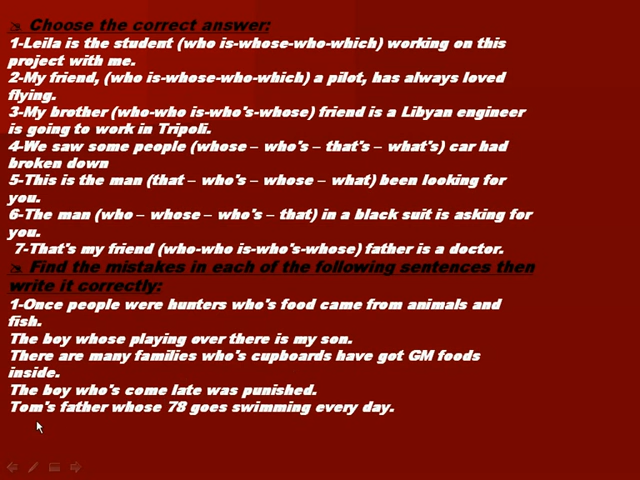 Choose the correct answer:
1-Leila is the student (who is-whose-who-which) working on this
project with me.
2-My friend, (who is-whose-who-which) a pilot, has always loved
flying.
3-My brother (who-who is-who's-whose) friend is a Libyan engineer
is going to work in Tripoli.
4-We saw some people (whose – who's – that's – what's) car had
broken down
5-This is the man (that – who's – whose – what) been looking for
you.
6-The man (who – whose – who's – that) in a black suit is asking for
you.
7-That's my friend (who-who is-who's-whose) father is a doctor.
Find the mistakes in each of the following sentences then
write it correctly:
1-Once people were hunters who's food came from animals and
fish.
The boy whose playing over there is my son.
There are many families who's cupboards have got GM foods
inside.
The boy who's come late was punished.
Tom's father whose 78 goes swimming every day.